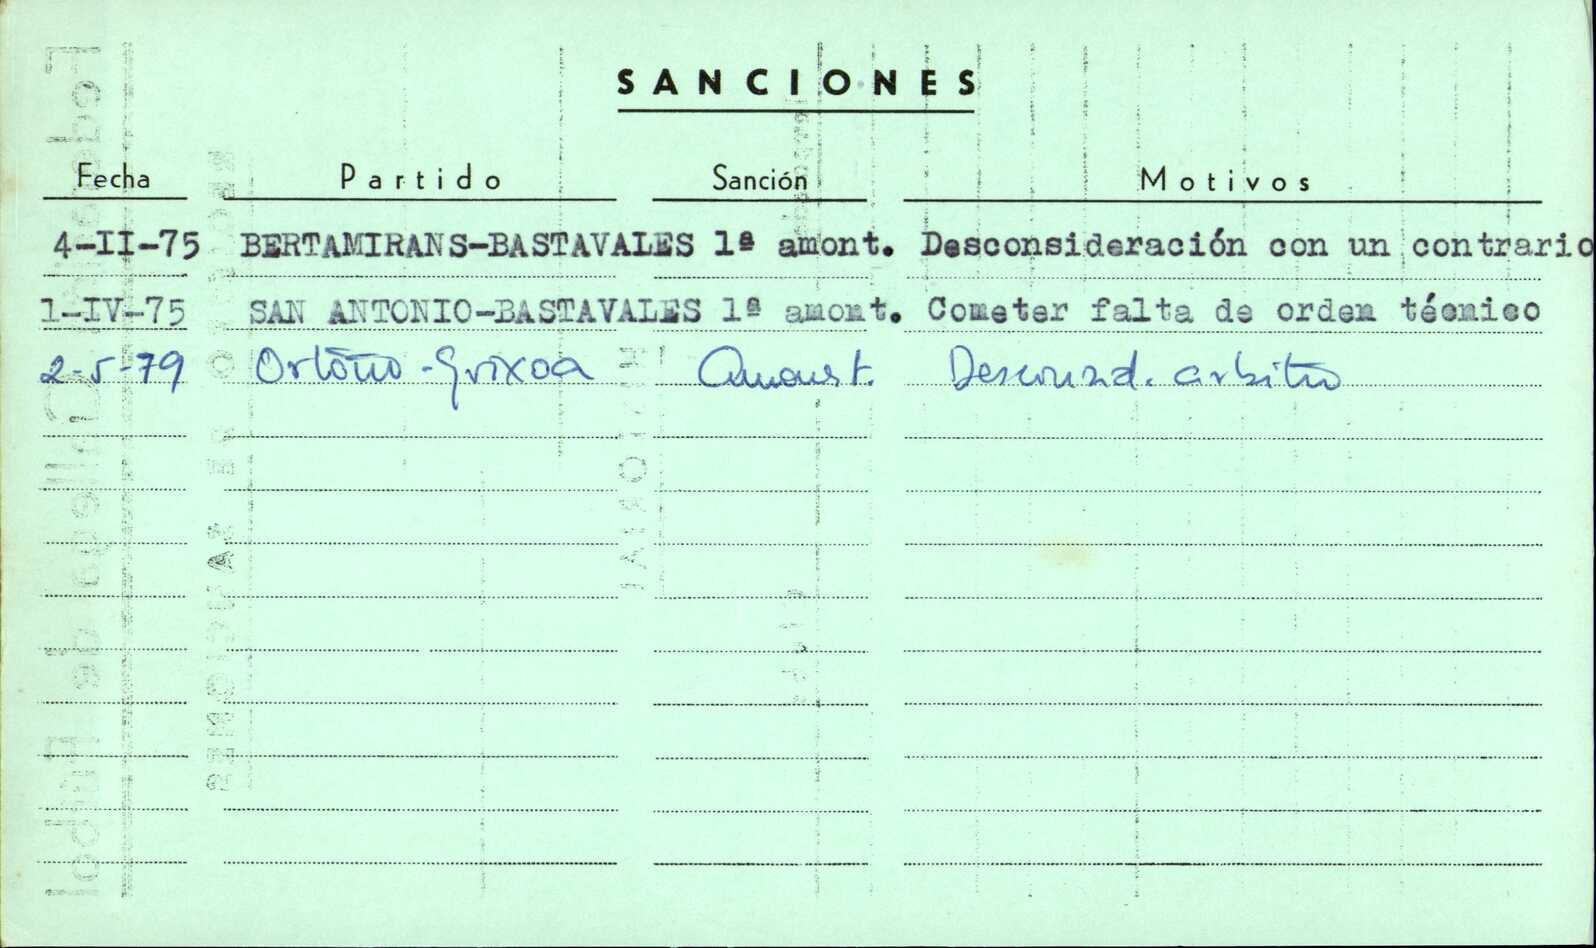 SANCIONES
Fecha Partido Sanción Motivos
4-II-75 BERTAMIRANS-BASTAVALES 1ª amont. Desconsideración con un contrario
1-IV-75 SAN ANTONIO-BASTAVALES 1ª amont. Cometer falta de orden técnico
2-5-79 Ortoño-Grixoa Amonest. Desconsid. arbitro